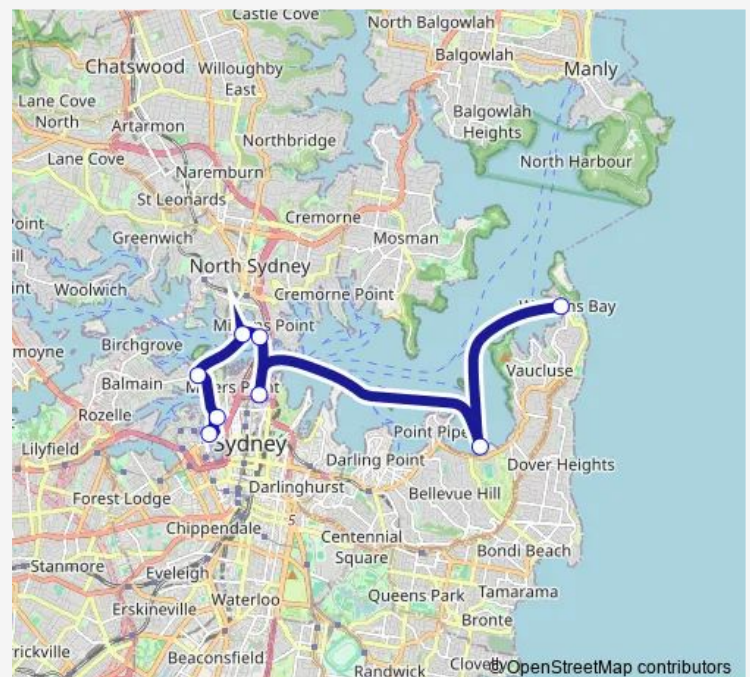 Castle Cove
North Balgowlah
Chatswood
Willoughby
East
Balgowlah
Manly
Lane Cove
North
Artarmon
Balgowlah
Heights
Northbridge
North Harbour
Lane Cove
Naremburn
St Leonards
Cremorne
Greenwich
Mosman
Point
North Sydney
Woolwich
Cremorne Point
Point
Birchgrove
Balmain
Vaucluse
Rozelle
Sydney
Point
Lilyfield
Darling Point
Dover Heights
Darlinghurst
Bellevue Hill
Forest Lodge
5
Chippendale
Centennial
Square
Bondi Beach
Stanmore
Eveleigh
Queens Park
Tamarama
Erskineville
Waterloo
Bronte
Beaconsfield
Randwick
©OpenStreetMap contributors